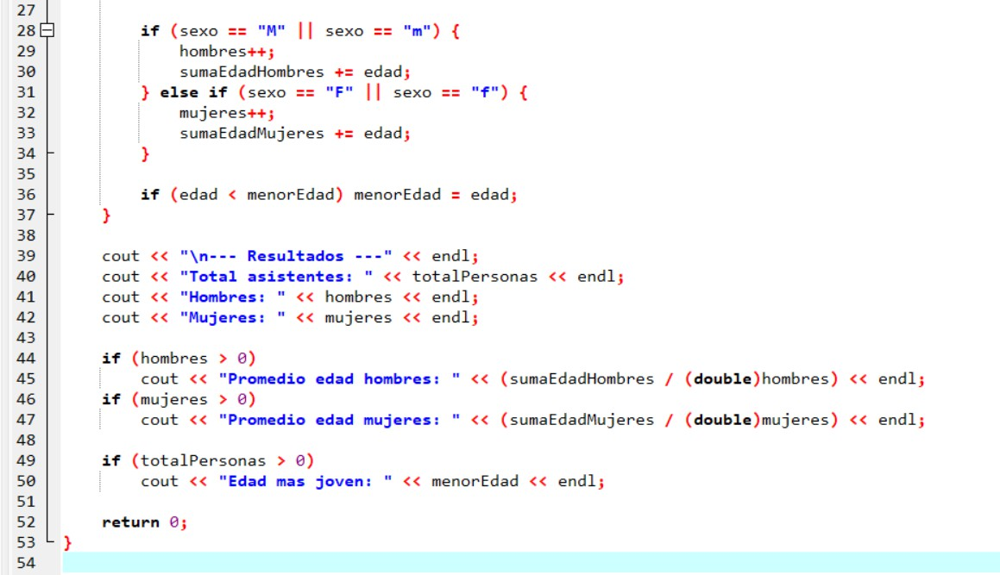 27
28         if (sexo == "M" || sexo == "m") {
29             hombres++;
30             sumaEdadHombres += edad;
31         } else if (sexo == "F" || sexo == "f") {
32             mujeres++;
33             sumaEdadMujeres += edad;
34         }
35
36         if (edad < menorEdad) menorEdad = edad;
37     }
38
39     cout << "\n--- Resultados ---" << endl;
40     cout << "Total asistentes: " << totalPersonas << endl;
41     cout << "Hombres: " << hombres << endl;
42     cout << "Mujeres: " << mujeres << endl;
43
44     if (hombres > 0)
45         cout << "Promedio edad hombres: " << (sumaEdadHombres / (double)hombres) << endl;
46     if (mujeres > 0)
47         cout << "Promedio edad mujeres: " << (sumaEdadMujeres / (double)mujeres) << endl;
48
49     if (totalPersonas > 0)
50         cout << "Edad mas joven: " << menorEdad << endl;
51
52     return 0;
53 }
54